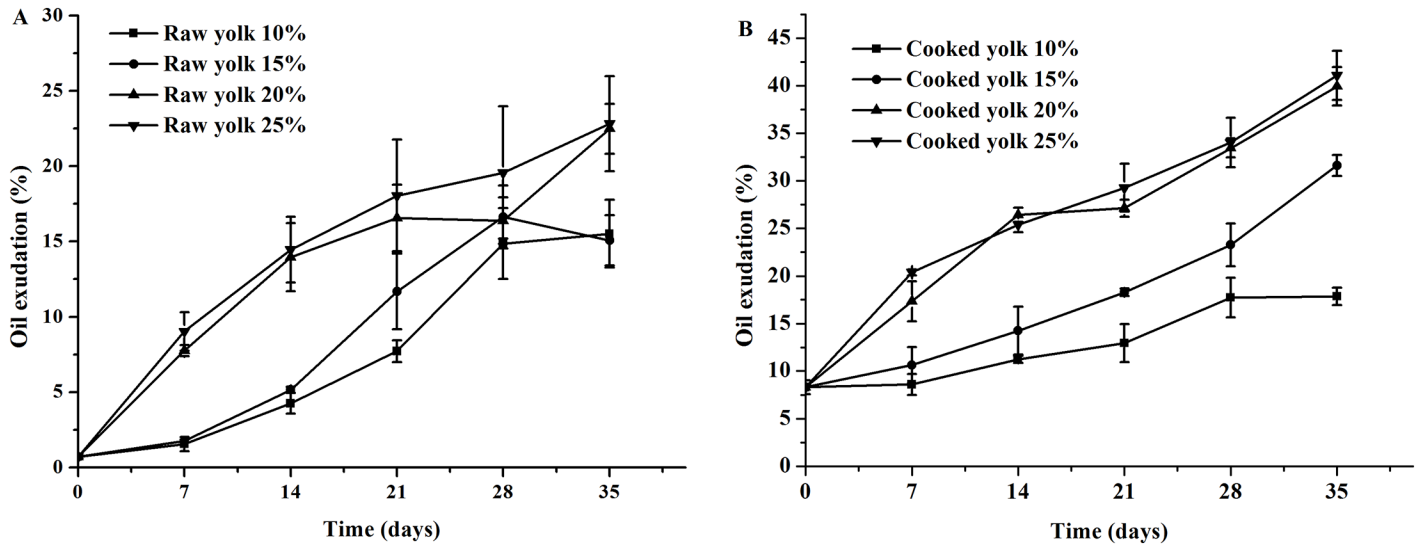 A
Raw yolk 10%
Raw yolk 15%
Raw yolk 20%
Raw yolk 25%
Oil exudation (%)
30
25
20
15
10
5
0
0 7 14 21 28 35
Time (days)
B
Cooked yolk 10%
Cooked yolk 15%
Cooked yolk 20%
Cooked yolk 25%
Oil exudation (%)
45
40
35
30
25
20
15
10
5
0
0 7 14 21 28 35
Time (days)